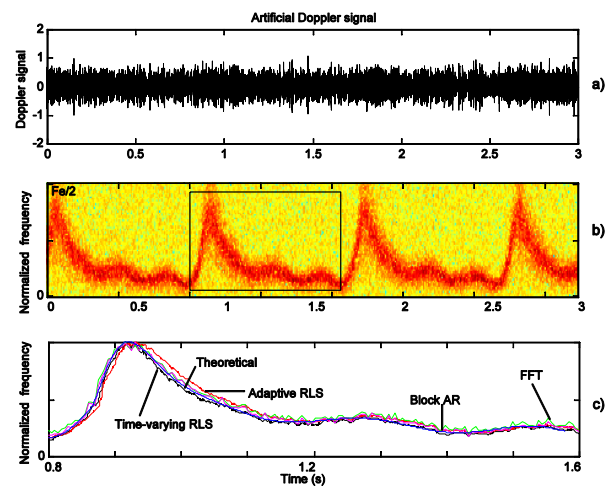 Artificial Doppler signal
Doppler signal
2
1
0
-1
-2
0
0.5
1
1.5
2
2.5
3
a)
Normalized frequency
Fe/2
0
0
0.5
1
1.5
2
2.5
3
b)
Normalized frequency
0
Theoretical
Adaptive RLS
Time-varying RLS
Block AR
FFT
c)
0.8
1.2
1.6
Time (s)